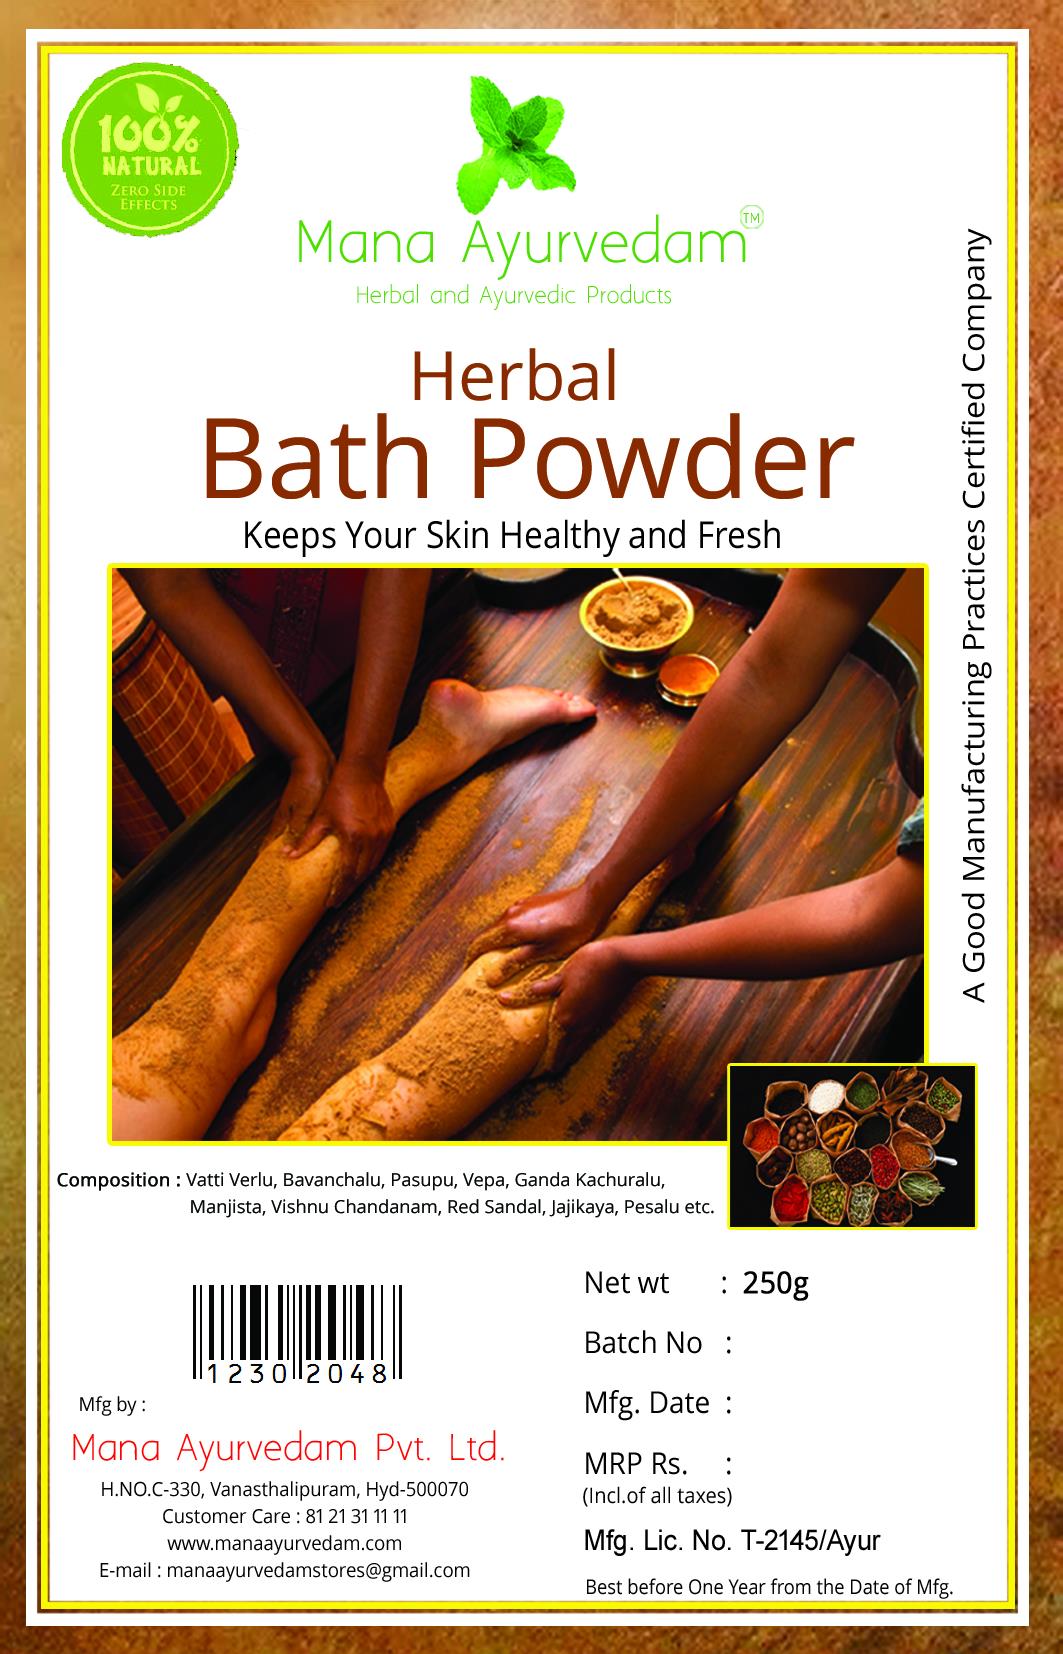 100%
NATURAL
ZERO SIDE
EFFECTS
Mana Ayurvedam TM
Herbal and Ayurvedic Products
Herbal
Bath Powder
Keeps Your Skin Healthy and Fresh
A Good Manufacturing Practices Certified Company
Composition : Vatti Verlu, Bavanchalu, Pasupu, Vepa, Ganda Kachuralu,
Manjista, Vishnu Chandanam, Red Sandal, Jajikaya, Pesalu etc.
12302048
Mfg by :
Mana Ayurvedam Pvt. Ltd.
H.NO.C-330, Vanasthalipuram, Hyd-500070
Customer Care : 81 21 31 11 11
www.manaayurvedam.com
E-mail : manaayurvedamstores@gmail.com
Net wt : 250g
Batch No :
Mfg. Date :
MRP Rs. :
(Incl.of all taxes)
Mfg. Lic. No. T-2145/Ayur
Best before One Year from the Date of Mfg.